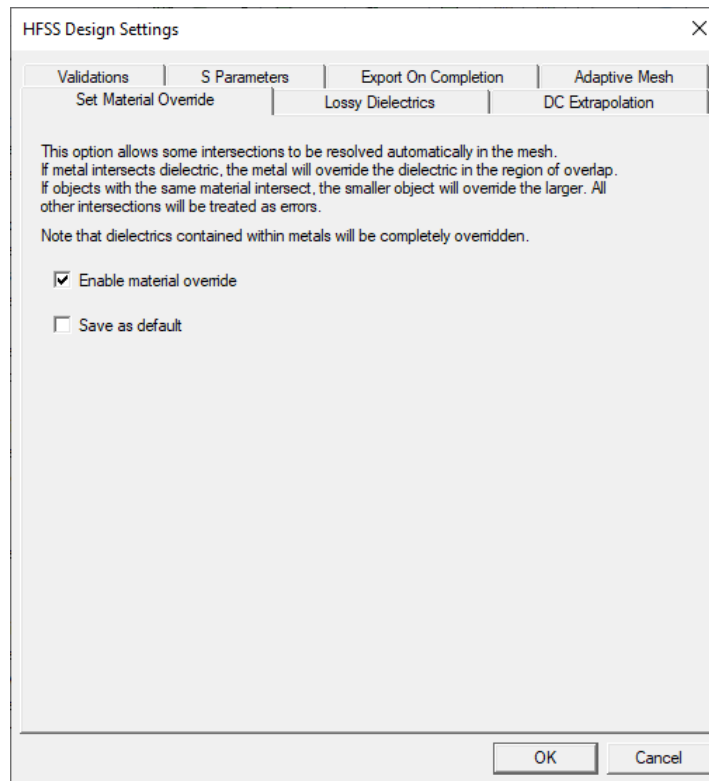 HFSS Design Settings
Validations
S Parameters
Export On Completion
Adaptive Mesh
Set Material Override
Lossy Dielectrics
DC Extrapolation
This option allows some intersections to be resolved automatically in the mesh.
If metal intersects dielectric, the metal will override the dielectric in the region of overlap.
If objects with the same material intersect, the smaller object will override the larger. All
other intersections will be treated as errors.
Note that dielectrics contained within metals will be completely overridden.
Enable material override
Save as default
OK
Cancel